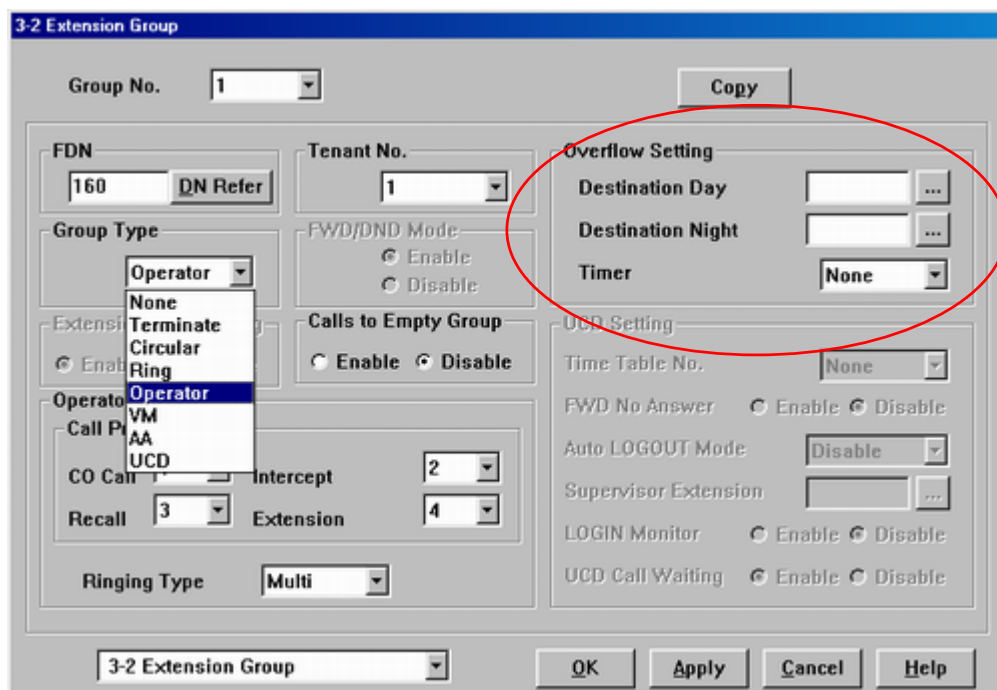 3-2 Extension Group
Group No.
1
Copy
FDN
160
DN Refer
Tenant No.
1
Overflow Setting
Destination Day
...
Destination Night
...
Timer
None
Group Type
Operator
None
Terminate
Circular
Ring
Operator
VM
AA
UCD
FWD/DND Mode
Enable
Disable
Calls to Empty Group
Enable
Disable
UCD Setting
Time Table No.
None
FWD No Answer
Enable
Disable
Auto LOGOUT Mode
Disable
Supervisor Extension
...
LOGIN Monitor
Enable
Disable
UCD Call Waiting
Enable
Disable
CO Call
Intercept
2
Recall
3
Extension
4
Ringing Type
Multi
3-2 Extension Group
OK
Apply
Cancel
Help